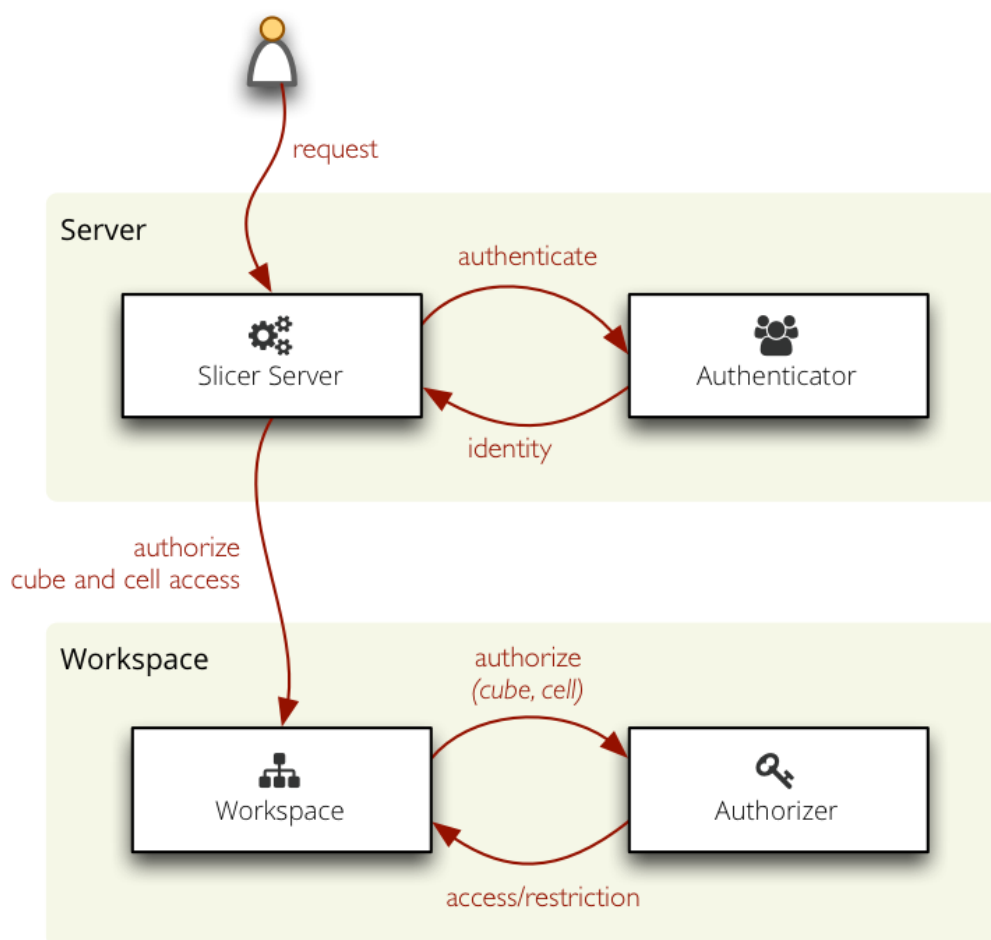 request
Server
authenticate
Slicer Server
Authenticator
identity
authorize
cube and cell access
Workspace
authorize
(cube, cell)
Workspace
Authorizer
access/restriction